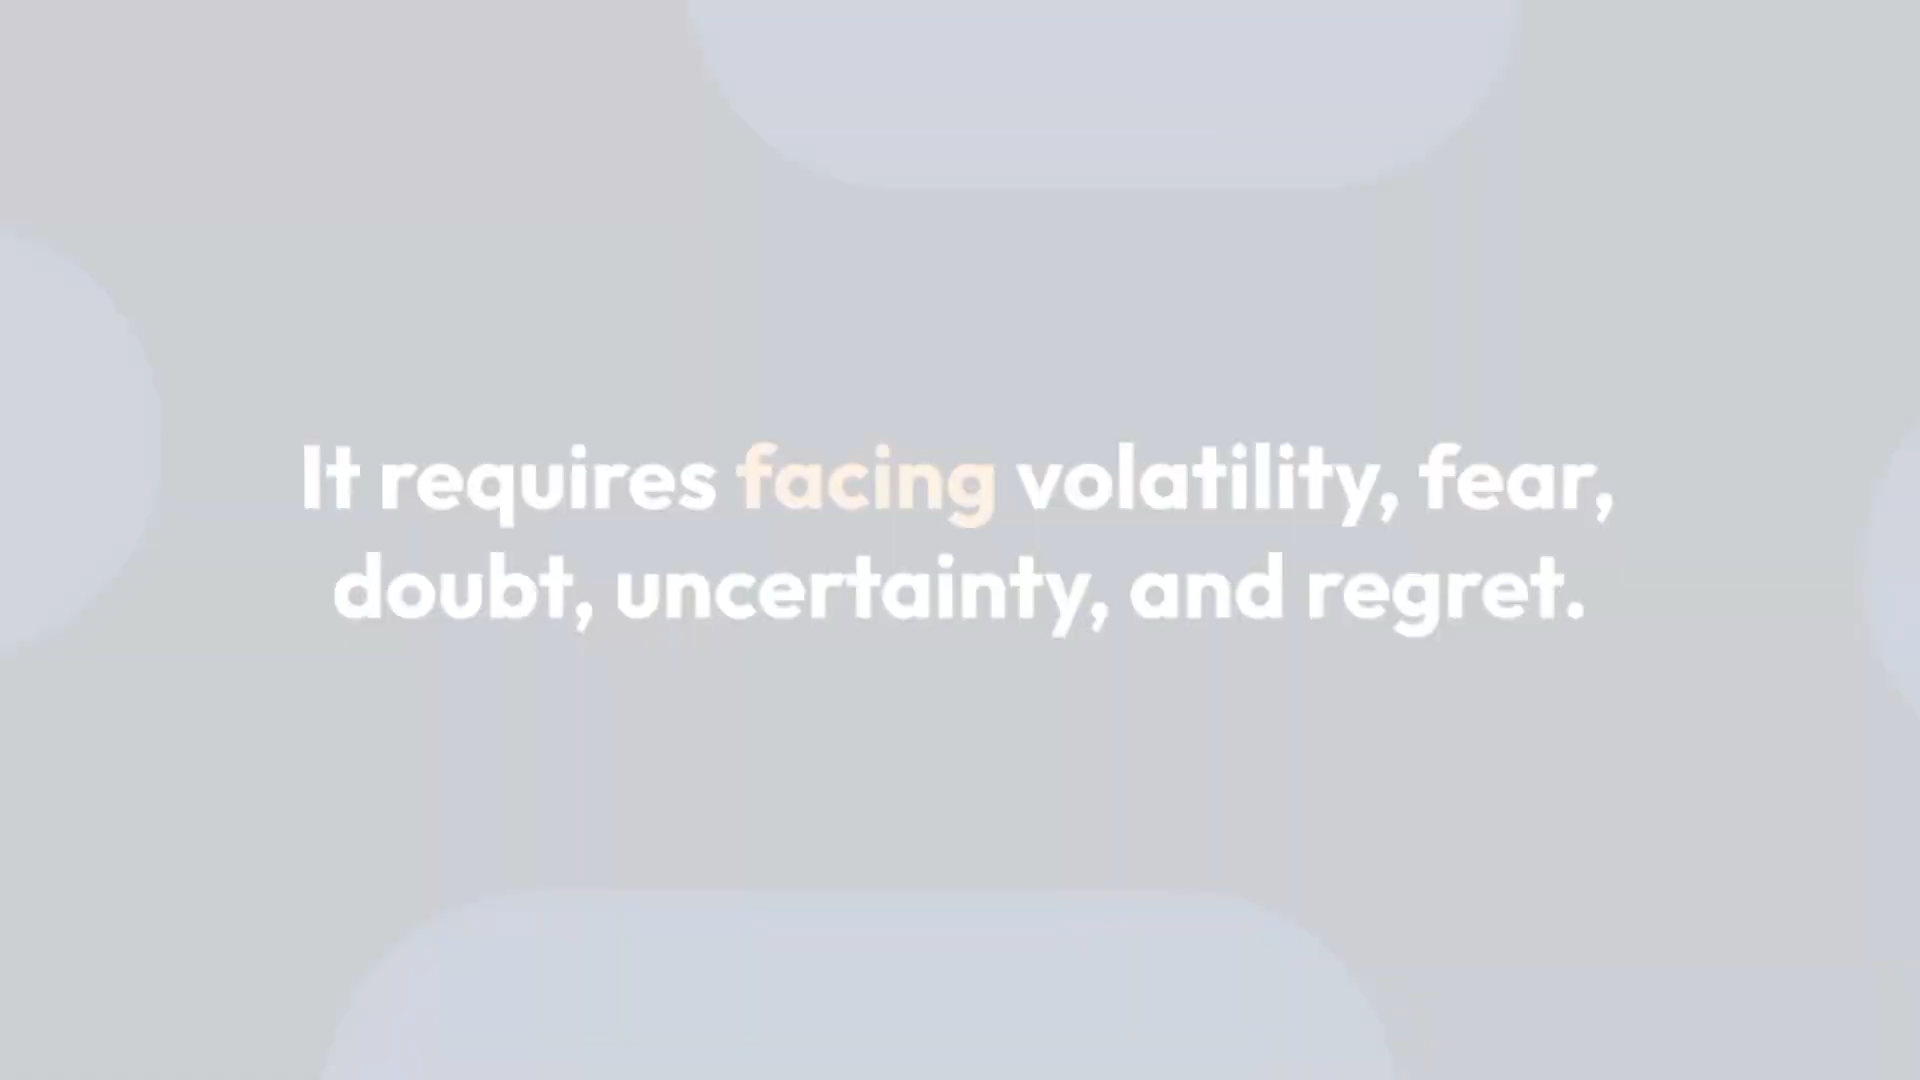 It requires facing volatility, fear,
doubt, uncertainty, and regret.